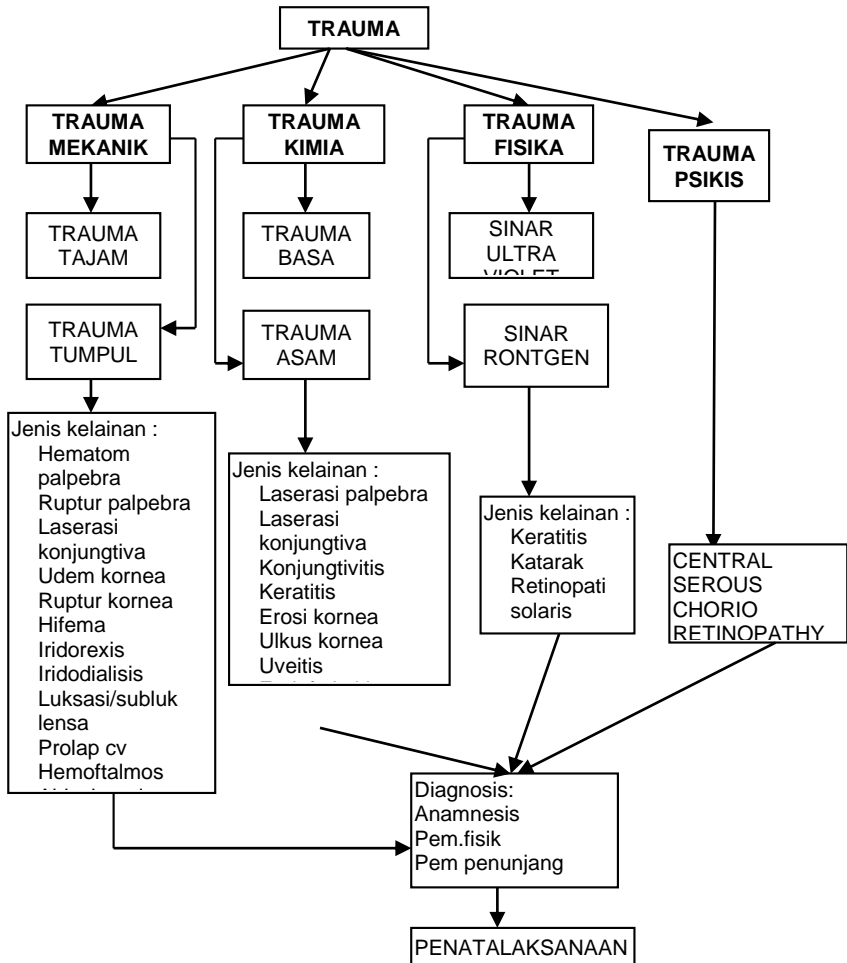 TRAUMA
TRAUMA
MEKANIK
TRAUMA
KIMIA
TRAUMA
FISIKA
TRAUMA
PSIKIS
TRAUMA
TAJAM
TRAUMA
BASA
SINAR
ULTRA
VIOLET
TRAUMA
TUMPUL
TRAUMA
ASAM
SINAR
RONTGEN
Jenis kelainan :
Hematom
palpebra
Ruptur palpebra
Laserasi
konjungtiva
Udem kornea
Ruptur kornea
Hifema
Iridorexis
Iridodialisis
Luksasi/subluk
lensa
Prolap cv
Hemoftalmos
Jenis kelainan :
Laserasi palpebra
Laserasi
konjungtiva
Konjungtivitis
Keratitis
Erosi kornea
Ulkus kornea
Uveitis
Jenis kelainan :
Keratitis
Katarak
Retinopati
solaris
CENTRAL
SEROUS
CHORIO
RETINOPATHY
Diagnosis:
Anamnesis
Pem.fisik
Pem penunjang
PENATALAKSANAAN